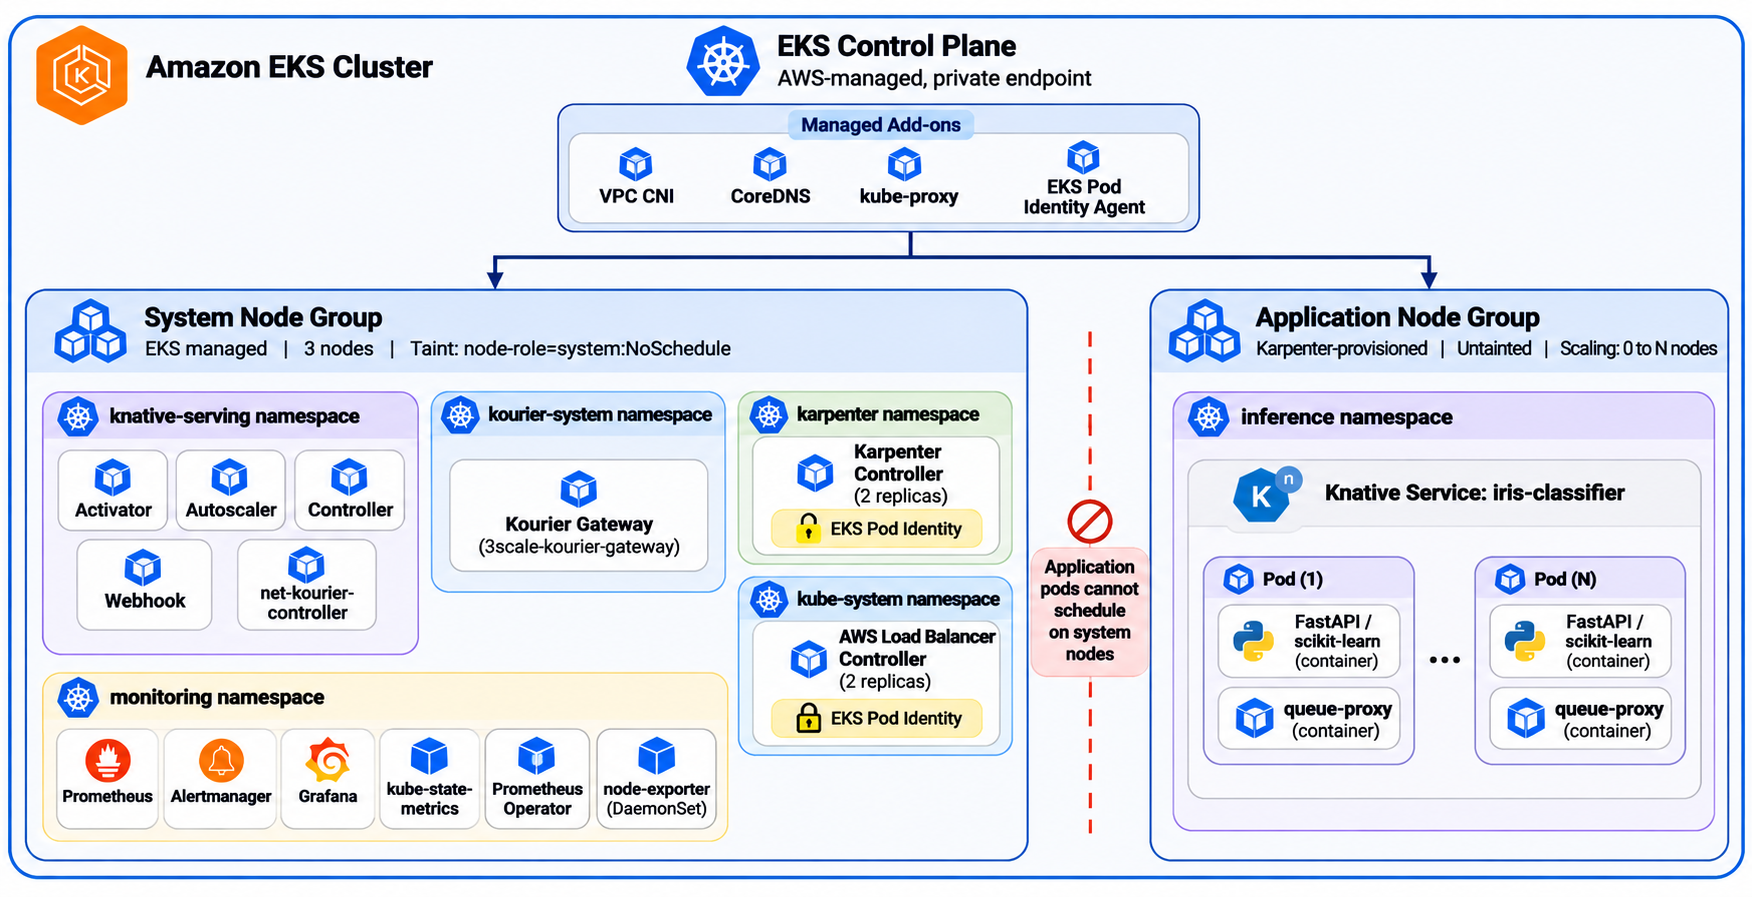 Amazon EKS Cluster
EKS Control Plane
AWS-managed, private endpoint
Managed Add-ons
VPC CNI
CoreDNS
kube-proxy
EKS Pod
Identity Agent
System Node Group
EKS managed | 3 nodes | Taint: node-role=system:NoSchedule
knative-serving namespace
Activator
Autoscaler
Controller
Webhook
net-kourier-
controller
kourier-system namespace
Kourier Gateway
(3scale-kourier-gateway)
karpenter namespace
Karpenter
Controller
(2 replicas)
EKS Pod Identity
kube-system namespace
AWS Load Balancer
Controller
(2 replicas)
EKS Pod Identity
monitoring namespace
Prometheus
Alertmanager
Grafana
kube-state-
metrics
Prometheus
Operator
node-exporter
(DaemonSet)
Application
pods cannot
schedule
on system
nodes
Application Node Group
Karpenter-provisioned | Untainted | Scaling: 0 to N nodes
inference namespace
K
n
Knative Service: iris-classifier
Pod (1)
FastAPI /
scikit-learn
(container)
queue-proxy
(container)
...
Pod (N)
FastAPI /
scikit-learn
(container)
queue-proxy
(container)
K